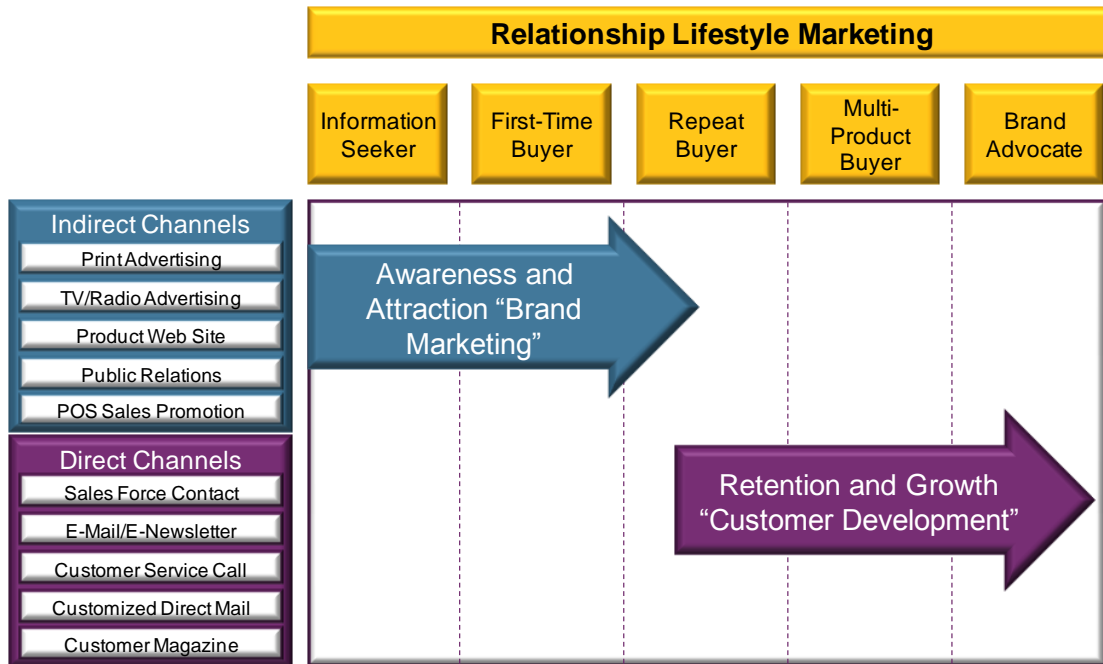 Relationship Lifestyle Marketing
Information
Seeker
First-Time
Buyer
Repeat
Buyer
Multi-
Product
Buyer
Brand
Advocate
Indirect Channels
Print Advertising
TV/Radio Advertising
Product Web Site
Public Relations
POS Sales Promotion
Awareness and
Attraction “Brand
Marketing”
Direct Channels
Sales Force Contact
E-Mail/E-Newsletter
Customer Service Call
Customized Direct Mail
Customer Magazine
Retention and Growth
“Customer Development”